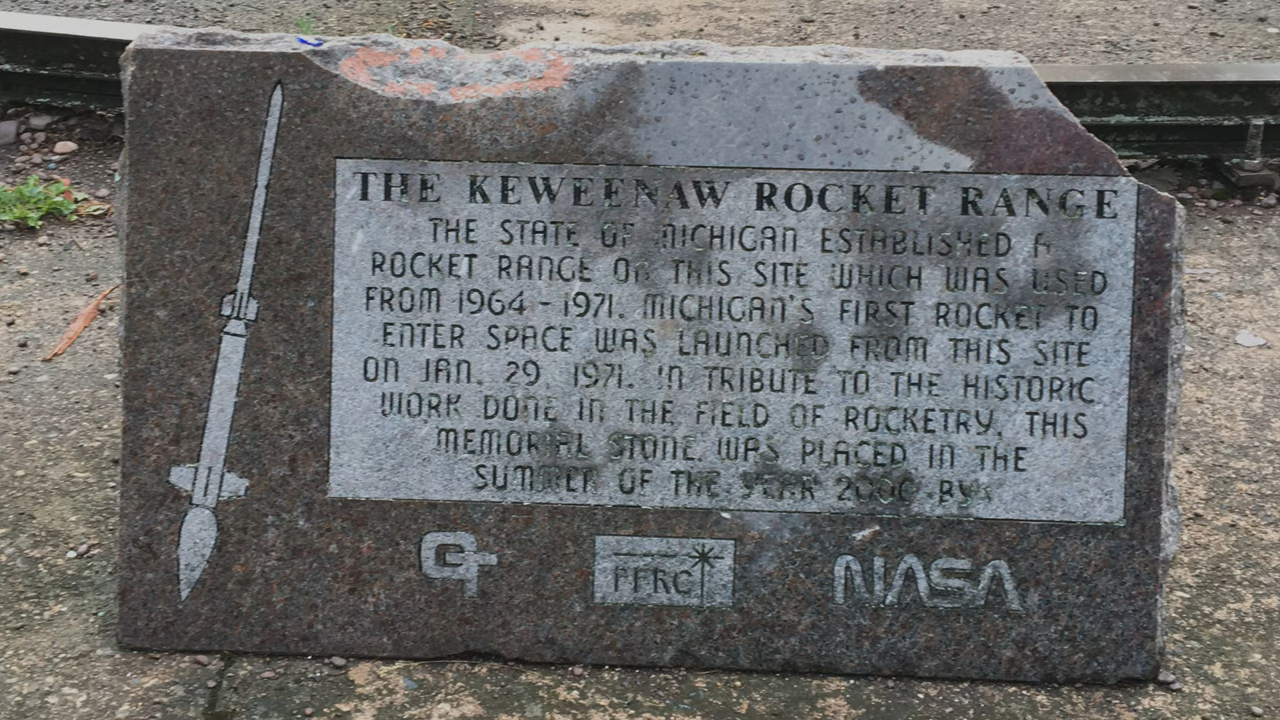 THE KEWEENAW ROCKET RANGE
THE STATE OF MICHIGAN ESTABLISHED A
ROCKET RANGE ON THIS SITE WHICH WAS USED
FROM 1964 - 1971. MICHIGAN'S FIRST ROCKET TO
ENTER SPACE WAS LAUNCHED FROM THIS SITE
ON JAN. 29, 1971. IN TRIBUTE TO THE HISTORIC
WORK DONE IN THE FIELD OF ROCKETRY, THIS
MEMORIAL STONE WAS PLACED IN THE
SUMMER OF THE YEAR 2000 BY:
NASA